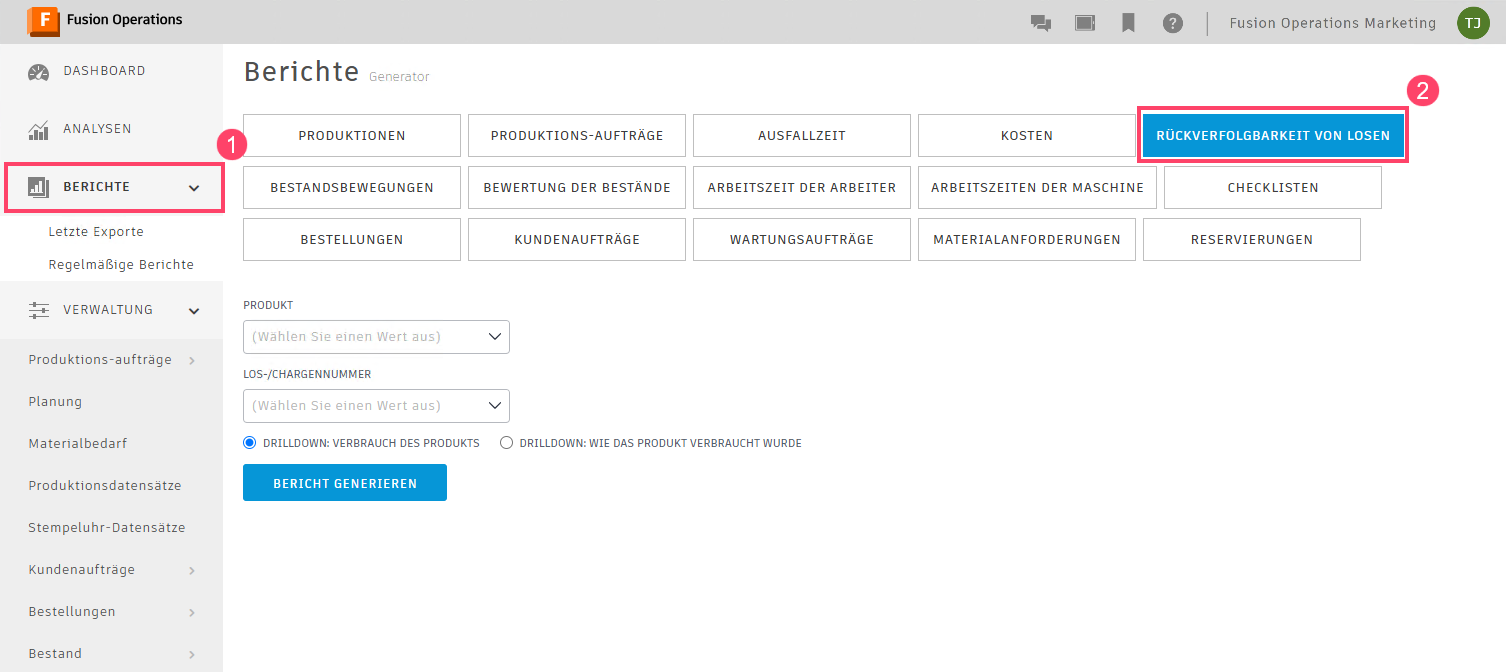 F Fusion Operations
? Fusion Operations Marketing TJ
DASHBOARD
ANALYSEN
1
BERICHTE
Letzte Exporte
Regelmäßige Berichte
VERWALTUNG
Produktions-aufträge
Planung
Materialbedarf
Produktionsdatensätze
Stempeluhr-Datensätze
Kundenaufträge
Bestellungen
Bestand
Berichte Generator
2
PRODUKTIONEN PRODUKTIONS-AUFTRÄGE AUSFALLZEIT KOSTEN RÜCKVERFOLGBARKEIT VON LOSEN
BESTANDSBEWEGUNGEN BEWERTUNG DER BESTÄNDE ARBEITSZEIT DER ARBEITER ARBEITSZEITEN DER MASCHINE CHECKLISTEN
BESTELLUNGEN KUNDENAUFTRÄGE WARTUNGSAUFTRÄGE MATERIALANFORDERUNGEN RESERVIERUNGEN
PRODUKT
(Wählen Sie einen Wert aus)
LOS-/CHARGENNUMMER
(Wählen Sie einen Wert aus)
DRILLDOWN: VERBRAUCH DES PRODUKTS DRILLDOWN: WIE DAS PRODUKT VERBRAUCHT WURDE
BERICHT GENERIEREN